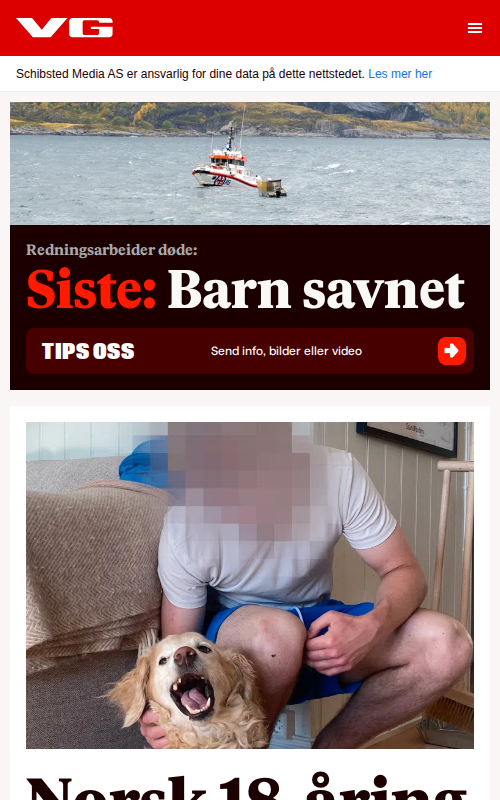 VG
Schibsted Media AS er ansvarlig for dine data på dette nettstedet. Les mer her
Redningsarbeider døde:
Siste: Barn savnet
TIPS OSS
Send info, bilder eller video
Norsk 18-åring